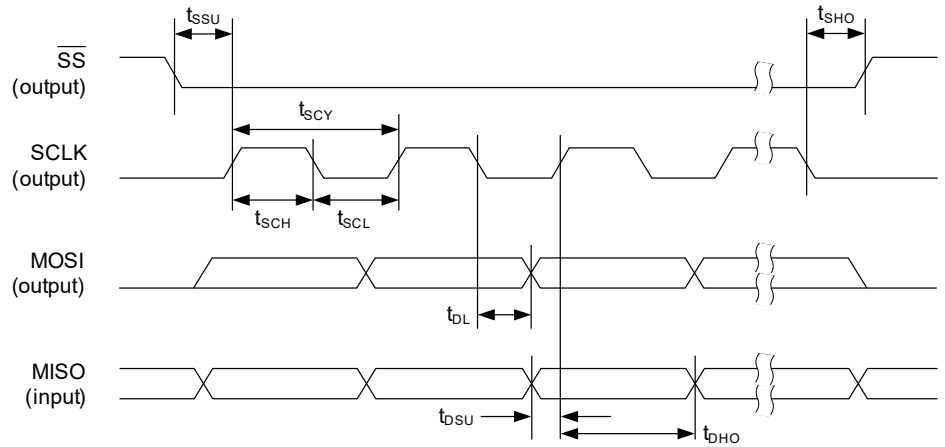 tSSU
tSHO
SS
(output)
tSCY
SCLK
(output)
tSCH
tSCL
MOSI
(output)
tDL
MISO
(input)
tDSU
tDHO